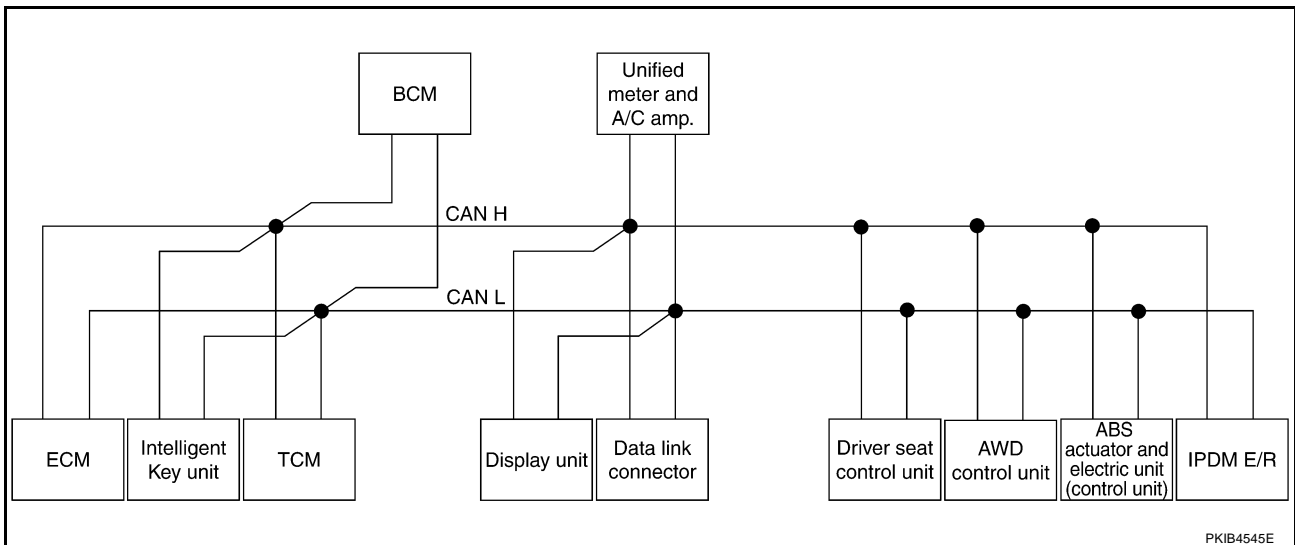 BCM
Unified
meter and
A/C amp.
CAN H
CAN L
ECM
Intelligent
Key unit
TCM
Display unit
Data link
connector
Driver seat
control unit
AWD
control unit
ABS
actuator and
electric unit
(control unit)
IPDM E/R
PKIB4545E